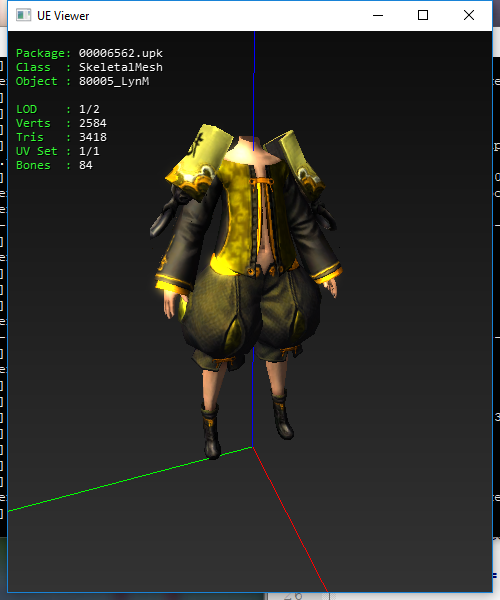 UE Viewer
Package: 00006562.upk
Class  : SkeletalMesh
Object : 80005_LynM
LOD    : 1/2
Verts  : 2584
Tris   : 3418
UV Set : 1/1
Bones  : 84